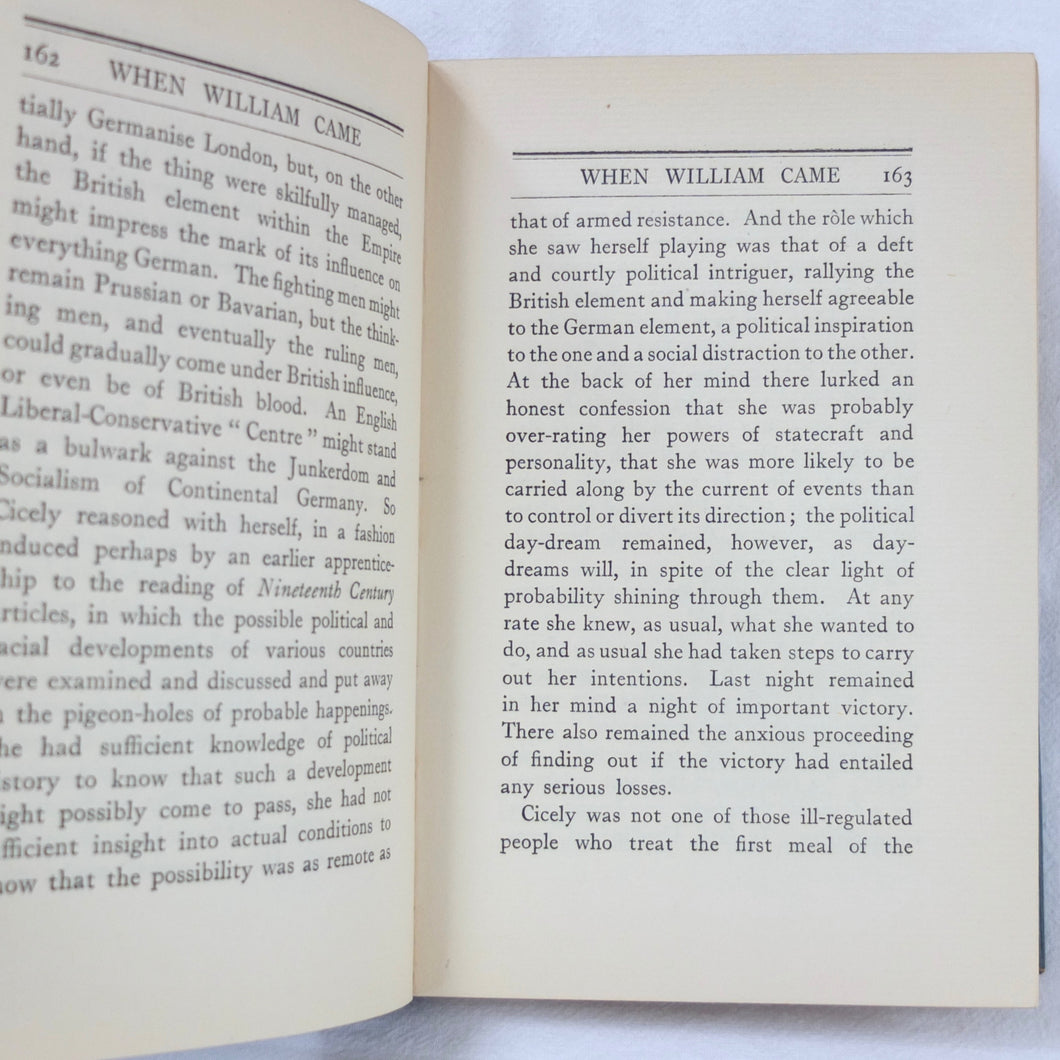 162 WHEN WILLIAM CAME
tially Germanise London, but, on the other
hand, if the thing were skilfully managed,
the British element within the Empire
might impress the mark of its influence on
everything German. The fighting men might
remain Prussian or Bavarian, but the think-
ing men, and eventually the ruling men,
could gradually come under British influence,
or even be of British blood. An English
Liberal-Conservative “ Centre ” might stand
as a bulwark against the Junkerdom and
Socialism of Continental Germany. So
Cicely reasoned with herself, in a fashion
nduced perhaps by an earlier apprentice-
hip to the reading of Nineteenth Century
rticles, in which the possible political and
acial developments of various countries
ere examined and discussed and put away
the pigeon-holes of probable happenings.
he had sufficient knowledge of political
istory to know that such a development
ight possibly come to pass, she had not
fficient insight into actual conditions to
now that the possibility was as remote as
WHEN WILLIAM CAME 163
that of armed resistance. And the rôle which
she saw herself playing was that of a deft
and courtly political intriguer, rallying the
British element and making herself agreeable
to the German element, a political inspiration
to the one and a social distraction to the other.
At the back of her mind there lurked an
honest confession that she was probably
over-rating her powers of statecraft and
personality, that she was more likely to be
carried along by the current of events than
to control or divert its direction ; the political
day-dream remained, however, as day-
dreams will, in spite of the clear light of
probability shining through them. At any
rate she knew, as usual, what she wanted to
do, and as usual she had taken steps to carry
out her intentions. Last night remained
in her mind a night of important victory.
There also remained the anxious proceeding
of finding out if the victory had entailed
any serious losses.
Cicely was not one of those ill-regulated
people who treat the first meal of the